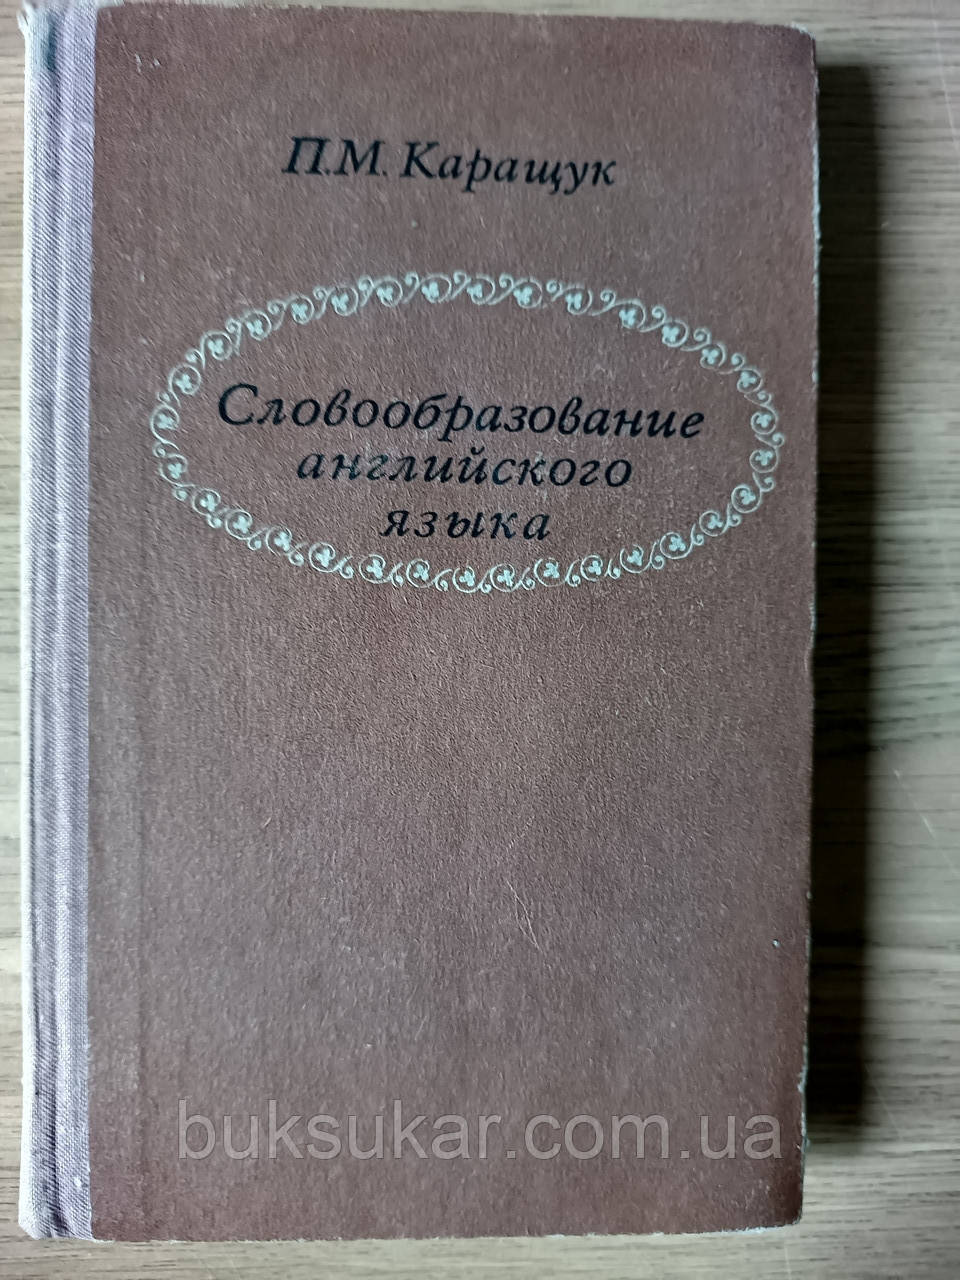 П.М. Каращук
Словообразование
английского
языка
buksukar.com.ua